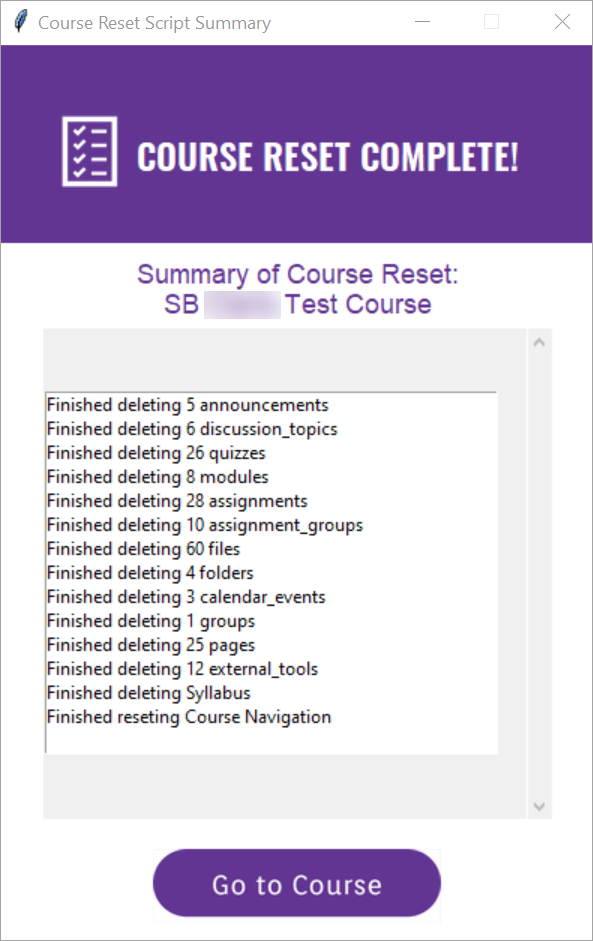 Course Reset Script Summary
COURSE RESET COMPLETE!
Summary of Course Reset:
SB Test Course
Finished deleting 5 announcements
Finished deleting 6 discussion_topics
Finished deleting 26 quizzes
Finished deleting 8 modules
Finished deleting 28 assignments
Finished deleting 10 assignment_groups
Finished deleting 60 files
Finished deleting 4 folders
Finished deleting 3 calendar_events
Finished deleting 1 groups
Finished deleting 25 pages
Finished deleting 12 external_tools
Finished deleting Syllabus
Finished reseting Course Navigation
Go to Course